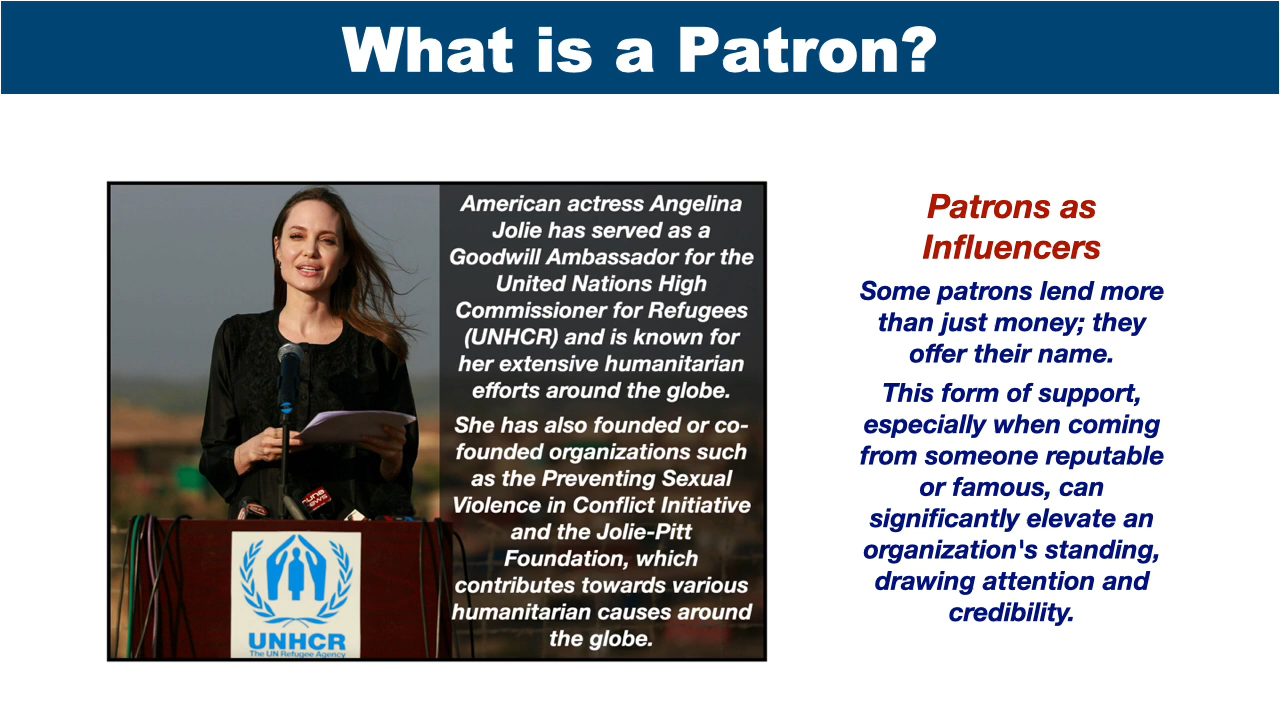 What is a Patron?
American actress Angelina
Jolie has served as a
Goodwill Ambassador for the
United Nations High
Commissioner for Refugees
(UNHCR) and is known for
her extensive humanitarian
efforts around the globe.
She has also founded or co-
founded organizations such
as the Preventing Sexual
Violence in Conflict Initiative
and the Jolie-Pitt
Foundation, which
contributes towards various
humanitarian causes around
the globe.
UNHCR
The UN Refugee Agency
Patrons as
Influencers
Some patrons lend more
than just money; they
offer their name.
This form of support,
especially when coming
from someone reputable
or famous, can
significantly elevate an
organization's standing,
drawing attention and
credibility.